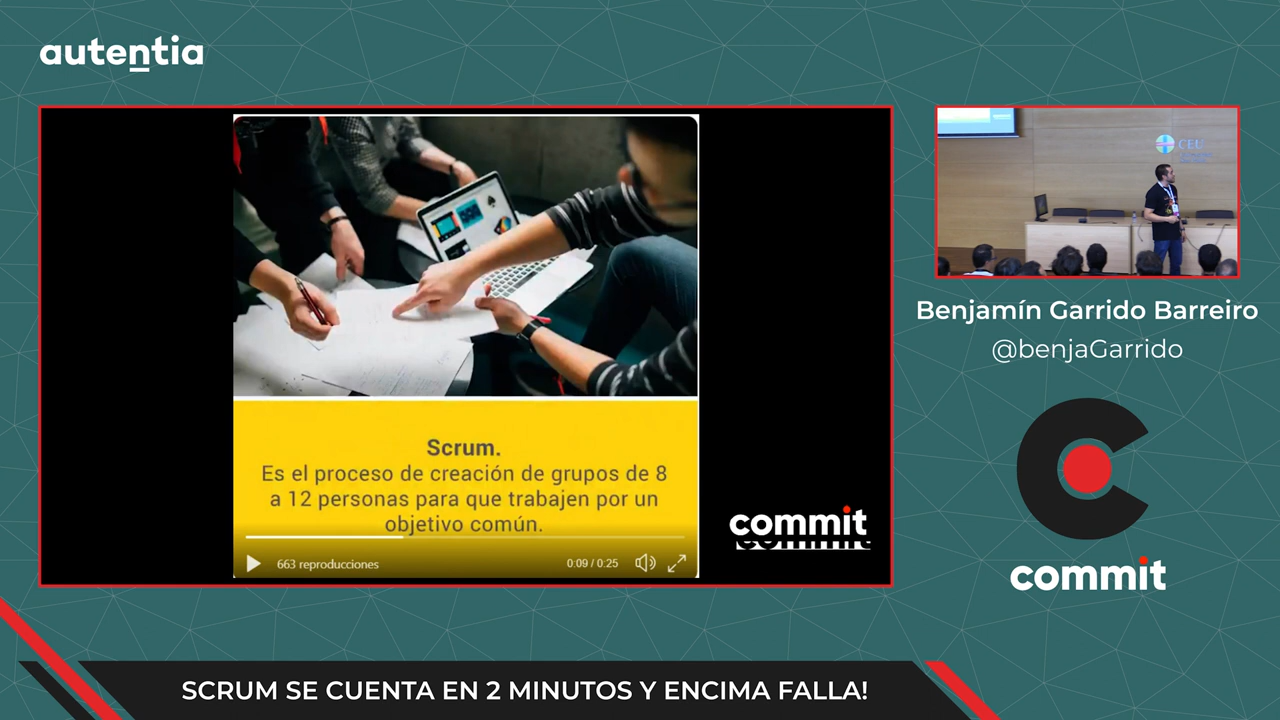 autentia
CEU
Benjamín Garrido Barreiro
@benjaGarrido
Scrum.
Es el proceso de creación de grupos de 8
a 12 personas para que trabajen por un
objetivo común.
663 reproducciones
0:09 / 0:25
commit
commit
commit
SCRUM SE CUENTA EN 2 MINUTOS Y ENCIMA FALLA!